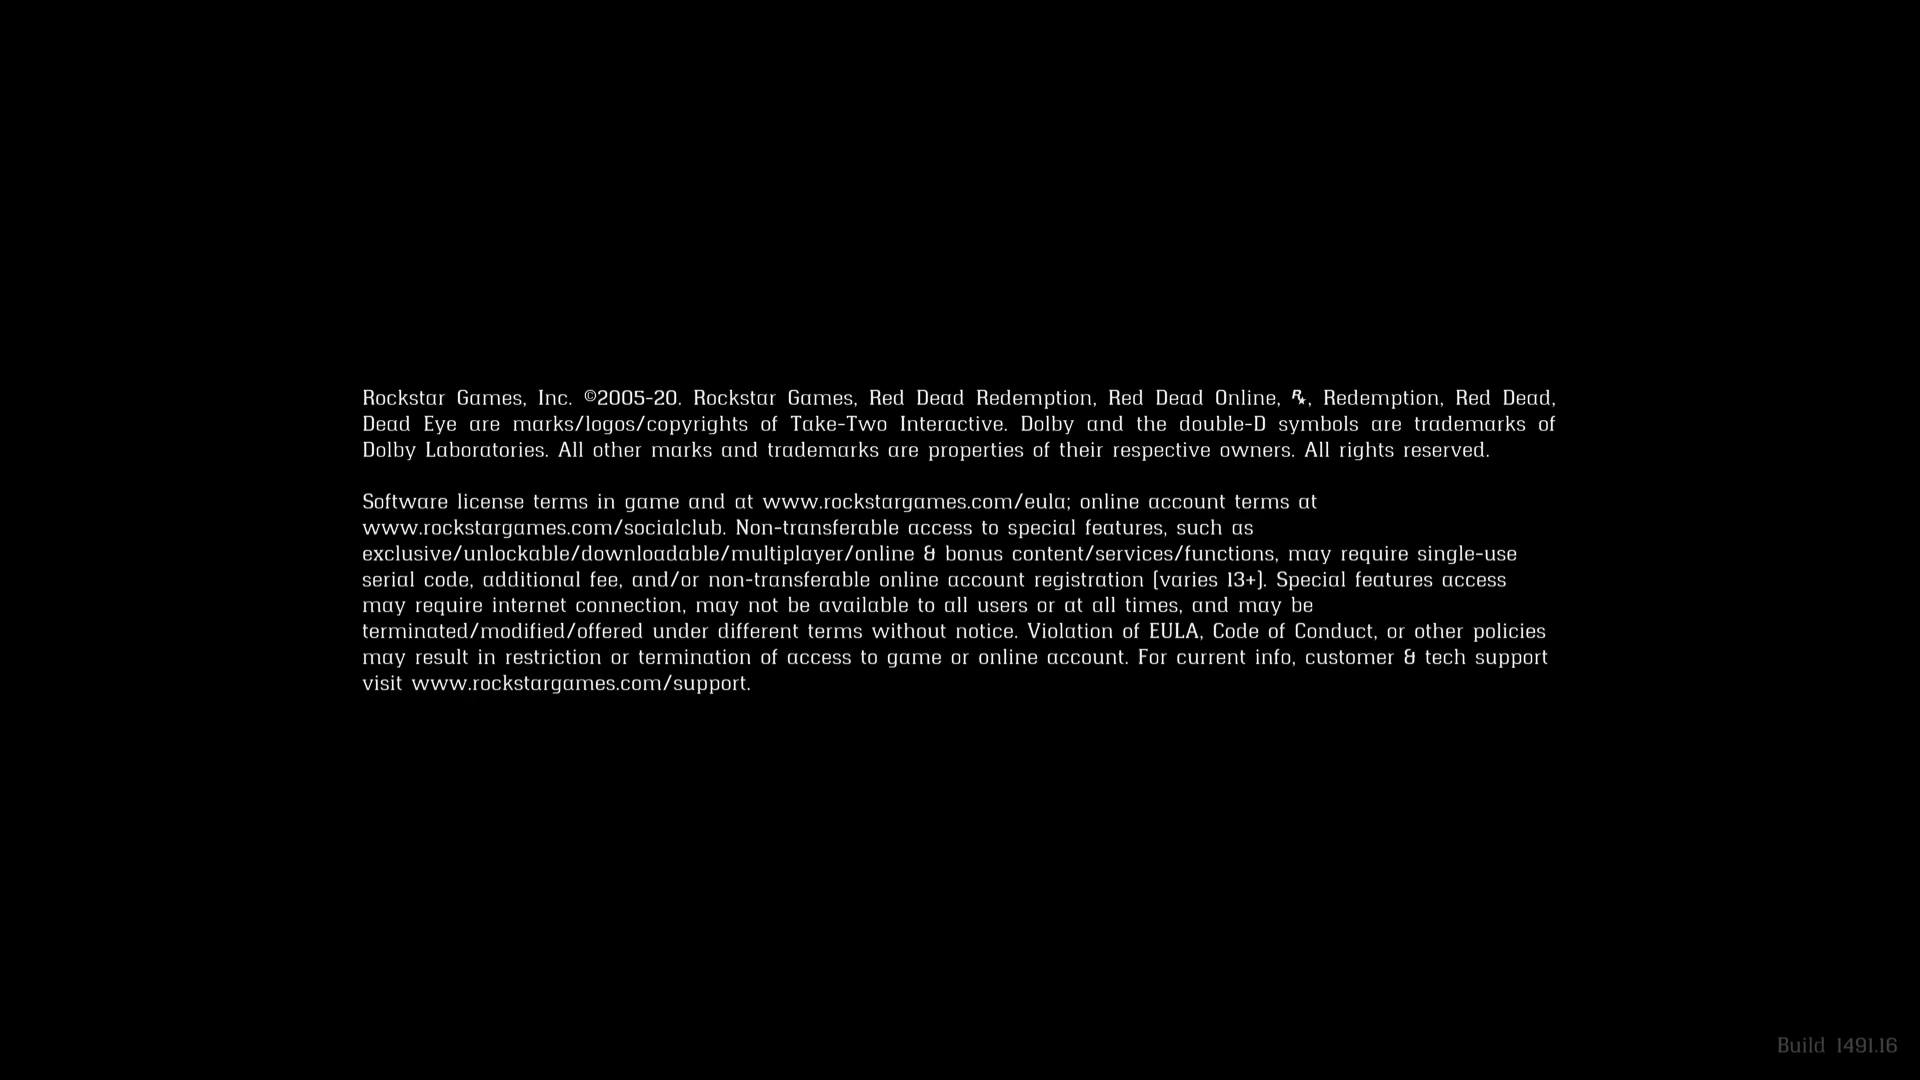 Rockstar Games, Inc. ©2005-20. Rockstar Games, Red Dead Redemption, Red Dead Online, R★, Redemption, Red Dead,
Dead Eye are marks/logos/copyrights of Take-Two Interactive. Dolby and the double-D symbols are trademarks of
Dolby Laboratories. All other marks and trademarks are properties of their respective owners. All rights reserved.
Software license terms in game and at www.rockstargames.com/eula; online account terms at
www.rockstargames.com/socialclub. Non-transferable access to special features, such as
exclusive/unlockable/downloadable/multiplayer/online & bonus content/services/functions, may require single-use
serial code, additional fee, and/or non-transferable online account registration (varies 13+). Special features access
may require internet connection, may not be available to all users or at all times, and may be
terminated/modified/offered under different terms without notice. Violation of EULA, Code of Conduct, or other policies
may result in restriction or termination of access to game or online account. For current info, customer & tech support
visit www.rockstargames.com/support.
Build 1491.16